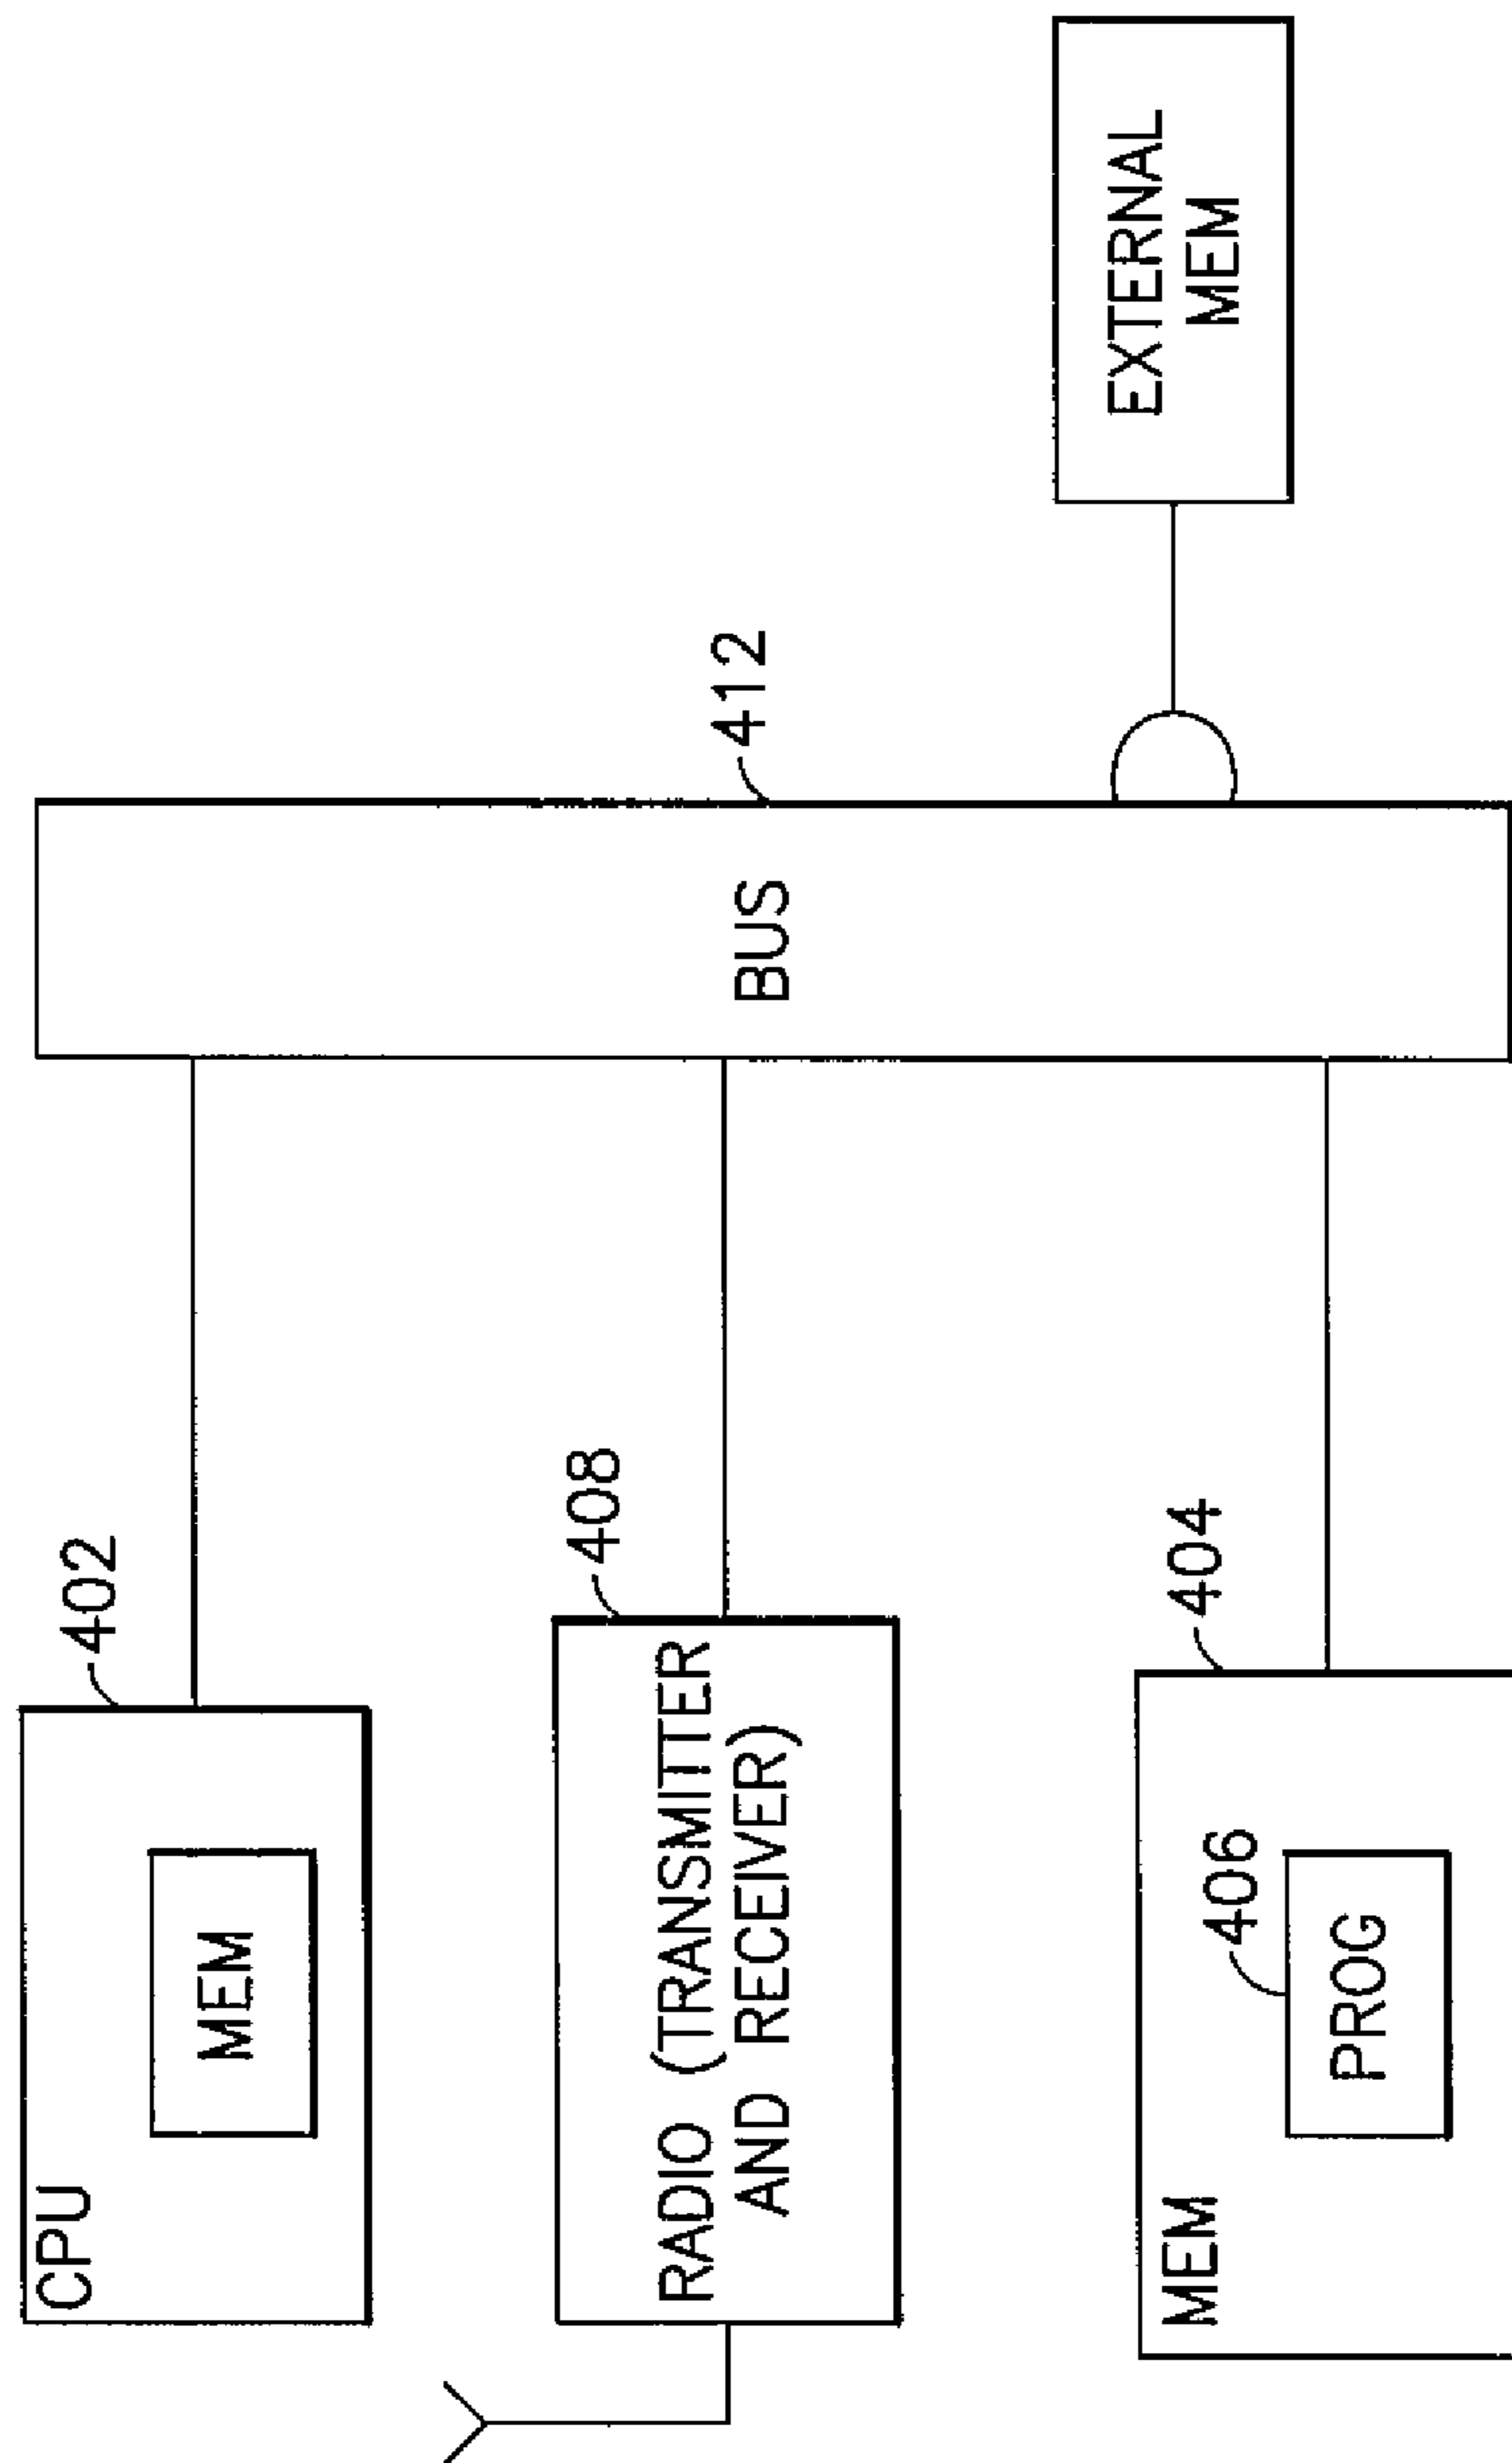 CPU
MEM
402
RADIO (TRANSMITTER
AND RECEIVER)
408
MEM
PROG
406
404
BUS
412
EXTERNAL
MEM